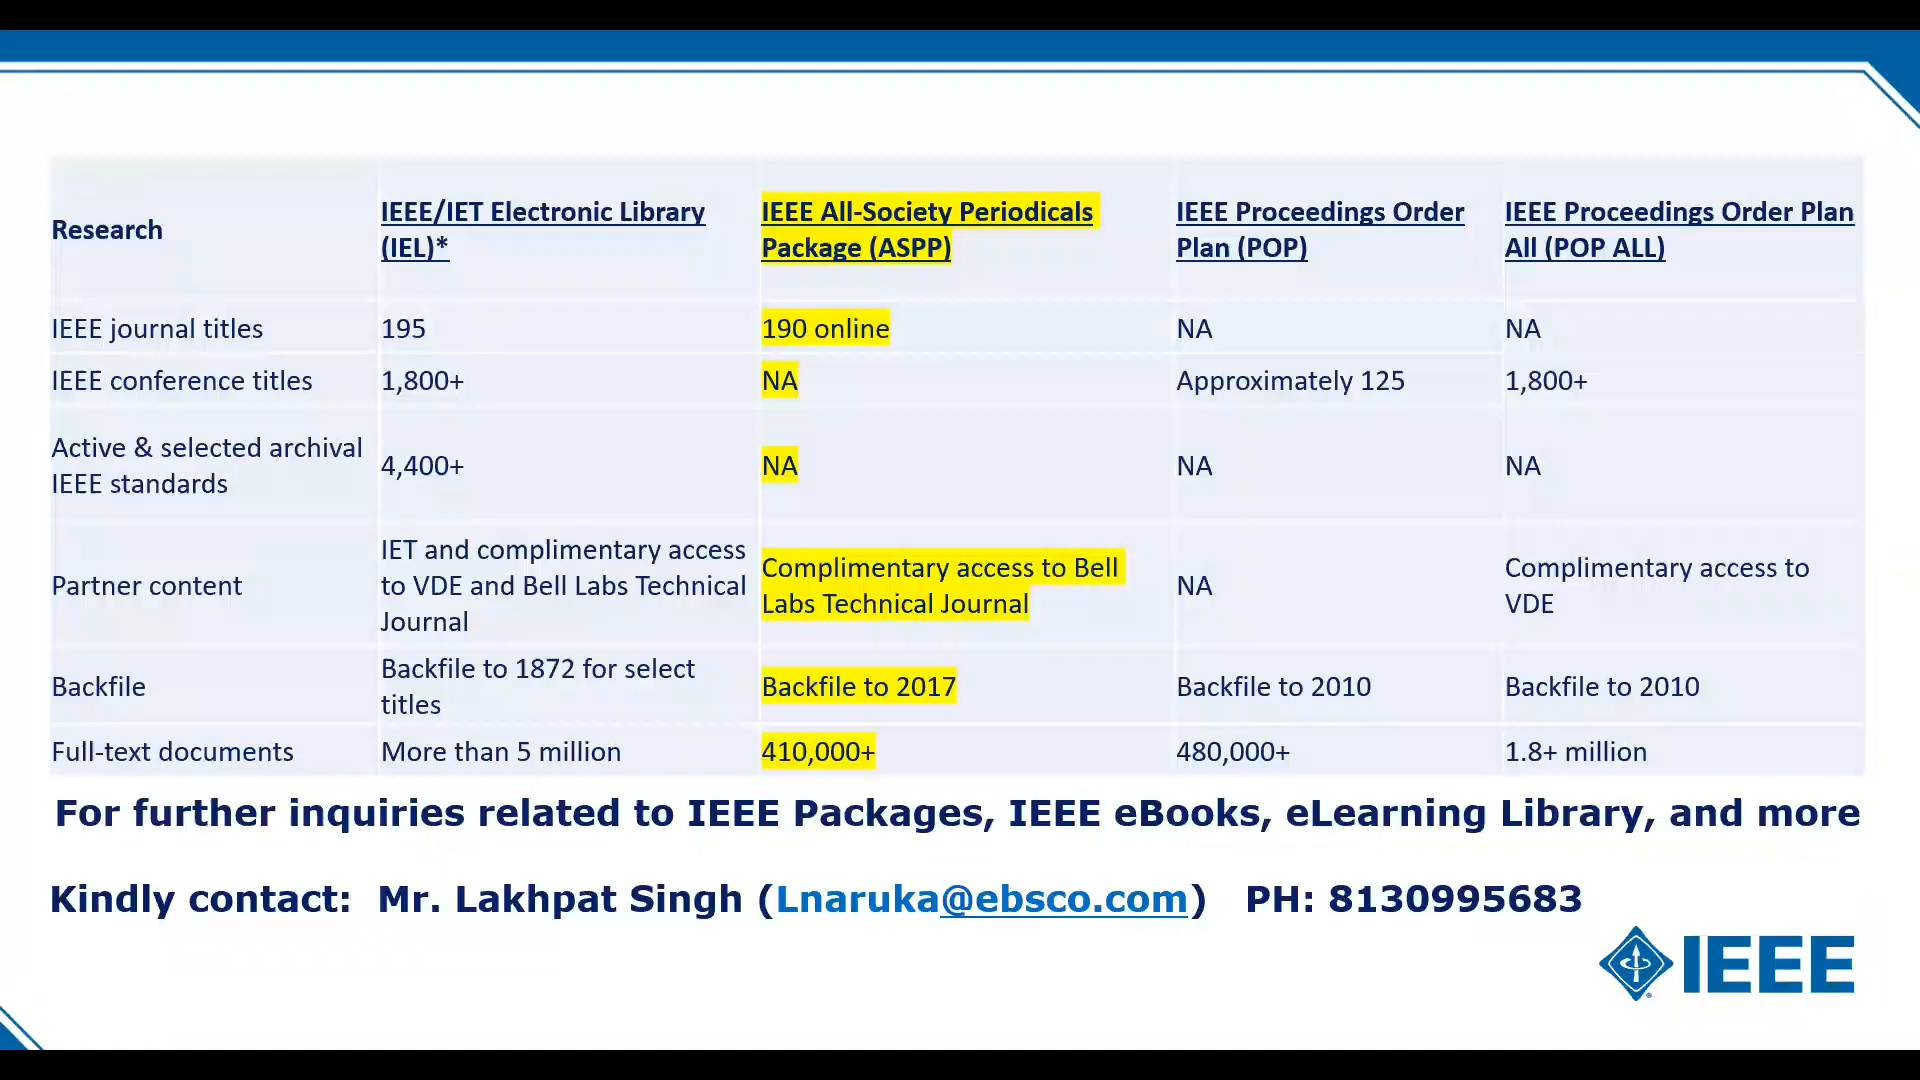 Research
IEEE/IET Electronic Library
(IEL)*
IEEE All-Society Periodicals
Package (ASPP)
IEEE Proceedings Order
Plan (POP)
IEEE Proceedings Order Plan
All (POP ALL)
IEEE journal titles
195
190 online
NA
NA
IEEE conference titles
1,800+
NA
Approximately 125
1,800+
Active & selected archival
IEEE standards
4,400+
NA
NA
NA
Partner content
IET and complimentary access
to VDE and Bell Labs Technical
Journal
Complimentary access to Bell
Labs Technical Journal
NA
Complimentary access to
VDE
Backfile
Backfile to 1872 for select
titles
Backfile to 2017
Backfile to 2010
Backfile to 2010
Full-text documents
More than 5 million
410,000+
480,000+
1.8+ million
For further inquiries related to IEEE Packages, IEEE eBooks, eLearning Library, and more
Kindly contact: Mr. Lakhpat Singh (Lnaruka@ebsco.com) PH: 8130995683
IEEE